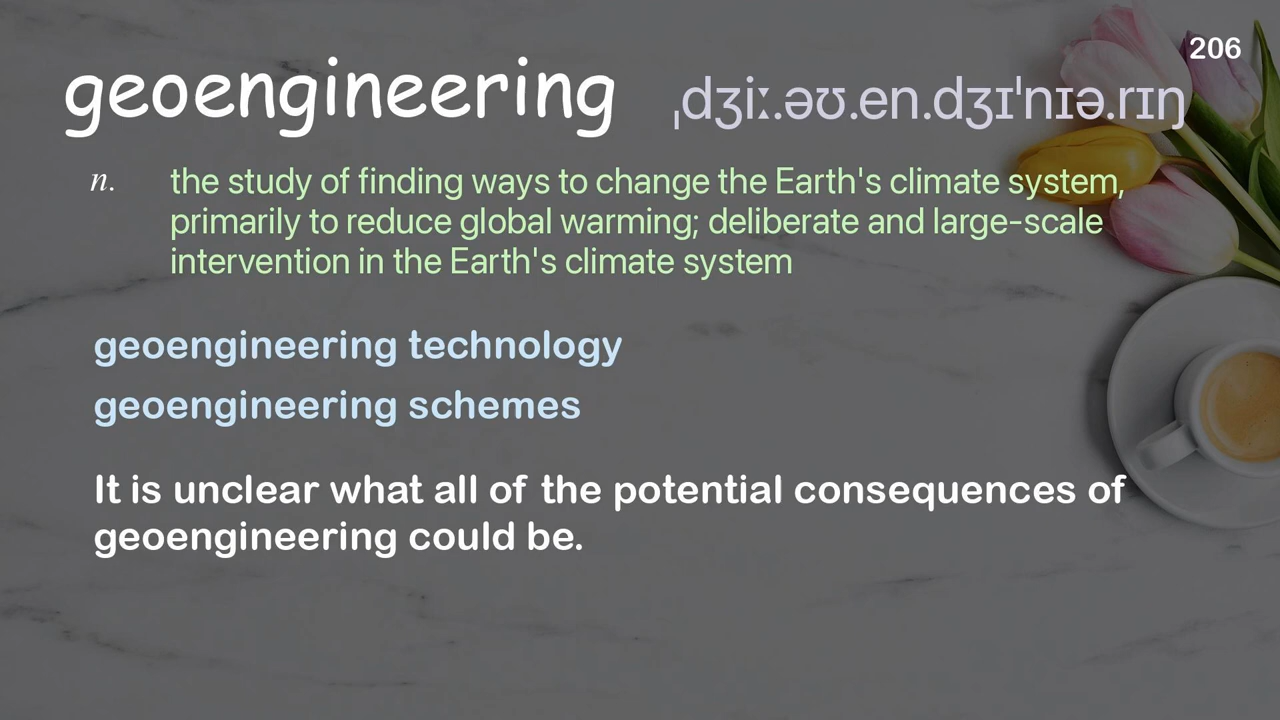 206
geoengineering ˌdʒiː.əʊ.en.dʒɪˈnɪə.rɪŋ
n. the study of finding ways to change the Earth's climate system,
primarily to reduce global warming; deliberate and large-scale
intervention in the Earth's climate system
geoengineering technology
geoengineering schemes
It is unclear what all of the potential consequences of
geoengineering could be.